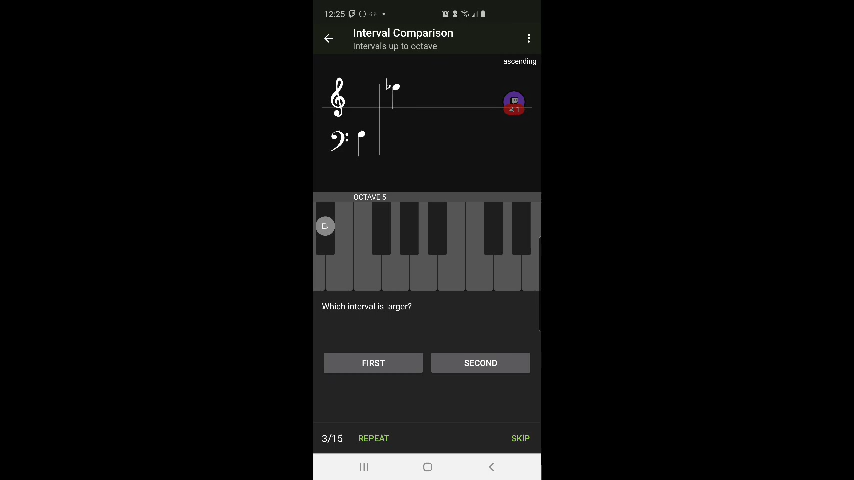 12:25
Interval Comparison
Intervals up to octave
ascending
OCTAVE 5
Which interval is larger?
FIRST
SECOND
3/15
REPEAT
SKIP